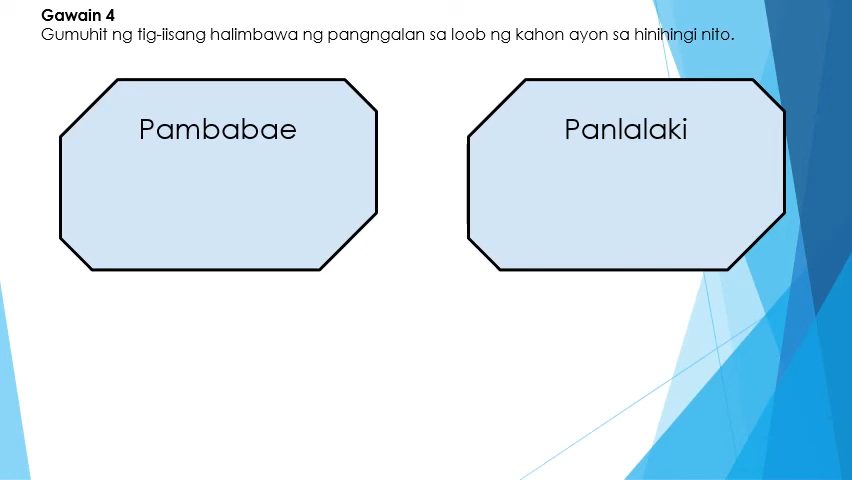 Gawain 4
Gumuhit ng tig-iisang halimbawa ng pangngalan sa loob ng kahon ayon sa hinihingi nito.
Pambabae
Panlalaki